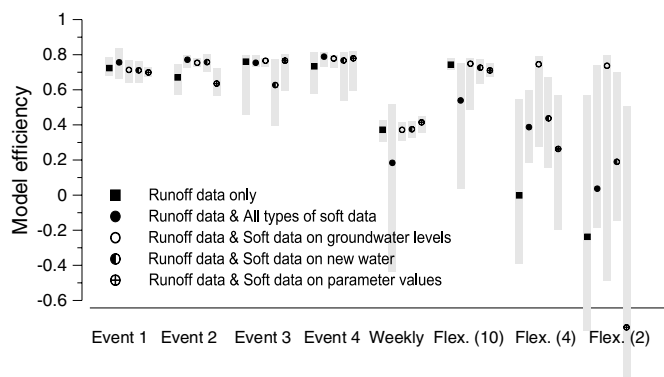 1
0.8
0.6
0.4
0.2
0
-0.2
-0.4
-0.6
Model efficiency
Runoff data only
Runoff data & All types of soft data
Runoff data & Soft data on groundwater levels
Runoff data & Soft data on new water
Runoff data & Soft data on parameter values
Event 1 Event 2 Event 3 Event 4 Weekly Flex. (10) Flex. (4) Flex. (2)